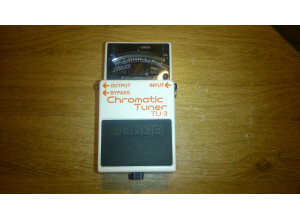 OUTPUT INPUT
BYPASS
Chromatic
Tuner
TU-3
BOSS